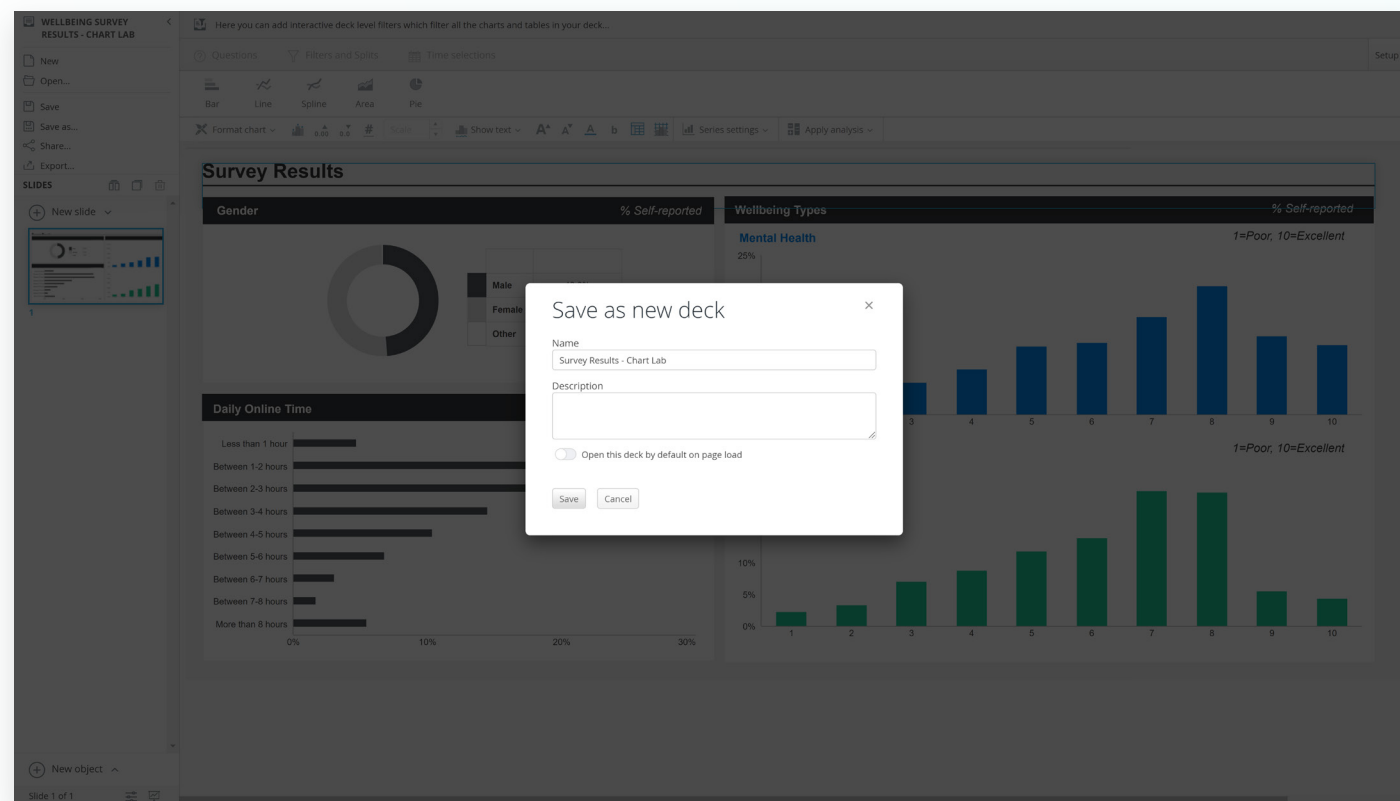 WELLBEING SURVEY
RESULTS - CHART LAB
Here you can add interactive deck level filters which filter all the charts and tables in your deck...
New
Open...
Save
Save as...
Share...
Export...
SLIDES
New slide
1
Questions
Filters and Splits
Time selections
Setup
Bar
Line
Spline
Area
Pie
Format chart
0.00
0.0
#
Show text
A
A
A
b
Series settings
Apply analysis
Survey Results
Gender
% Self-reported
Male
Female
Other
Wellbeing Types
% Self-reported
Mental Health
1=Poor, 10=Excellent
25%
3
4
5
6
7
8
9
10
1=Poor, 10=Excellent
10%
5%
0%
1
2
3
4
5
6
7
8
9
10
Daily Online Time
Less than 1 hour
Between 1-2 hours
Between 2-3 hours
Between 3-4 hours
Between 4-5 hours
Between 5-6 hours
Between 6-7 hours
Between 7-8 hours
More than 8 hours
0%
10%
20%
30%
Save as new deck
×
Name
Survey Results - Chart Lab
Description
Open this deck by default on page load
Save
Cancel
New object
Slide 1 of 1